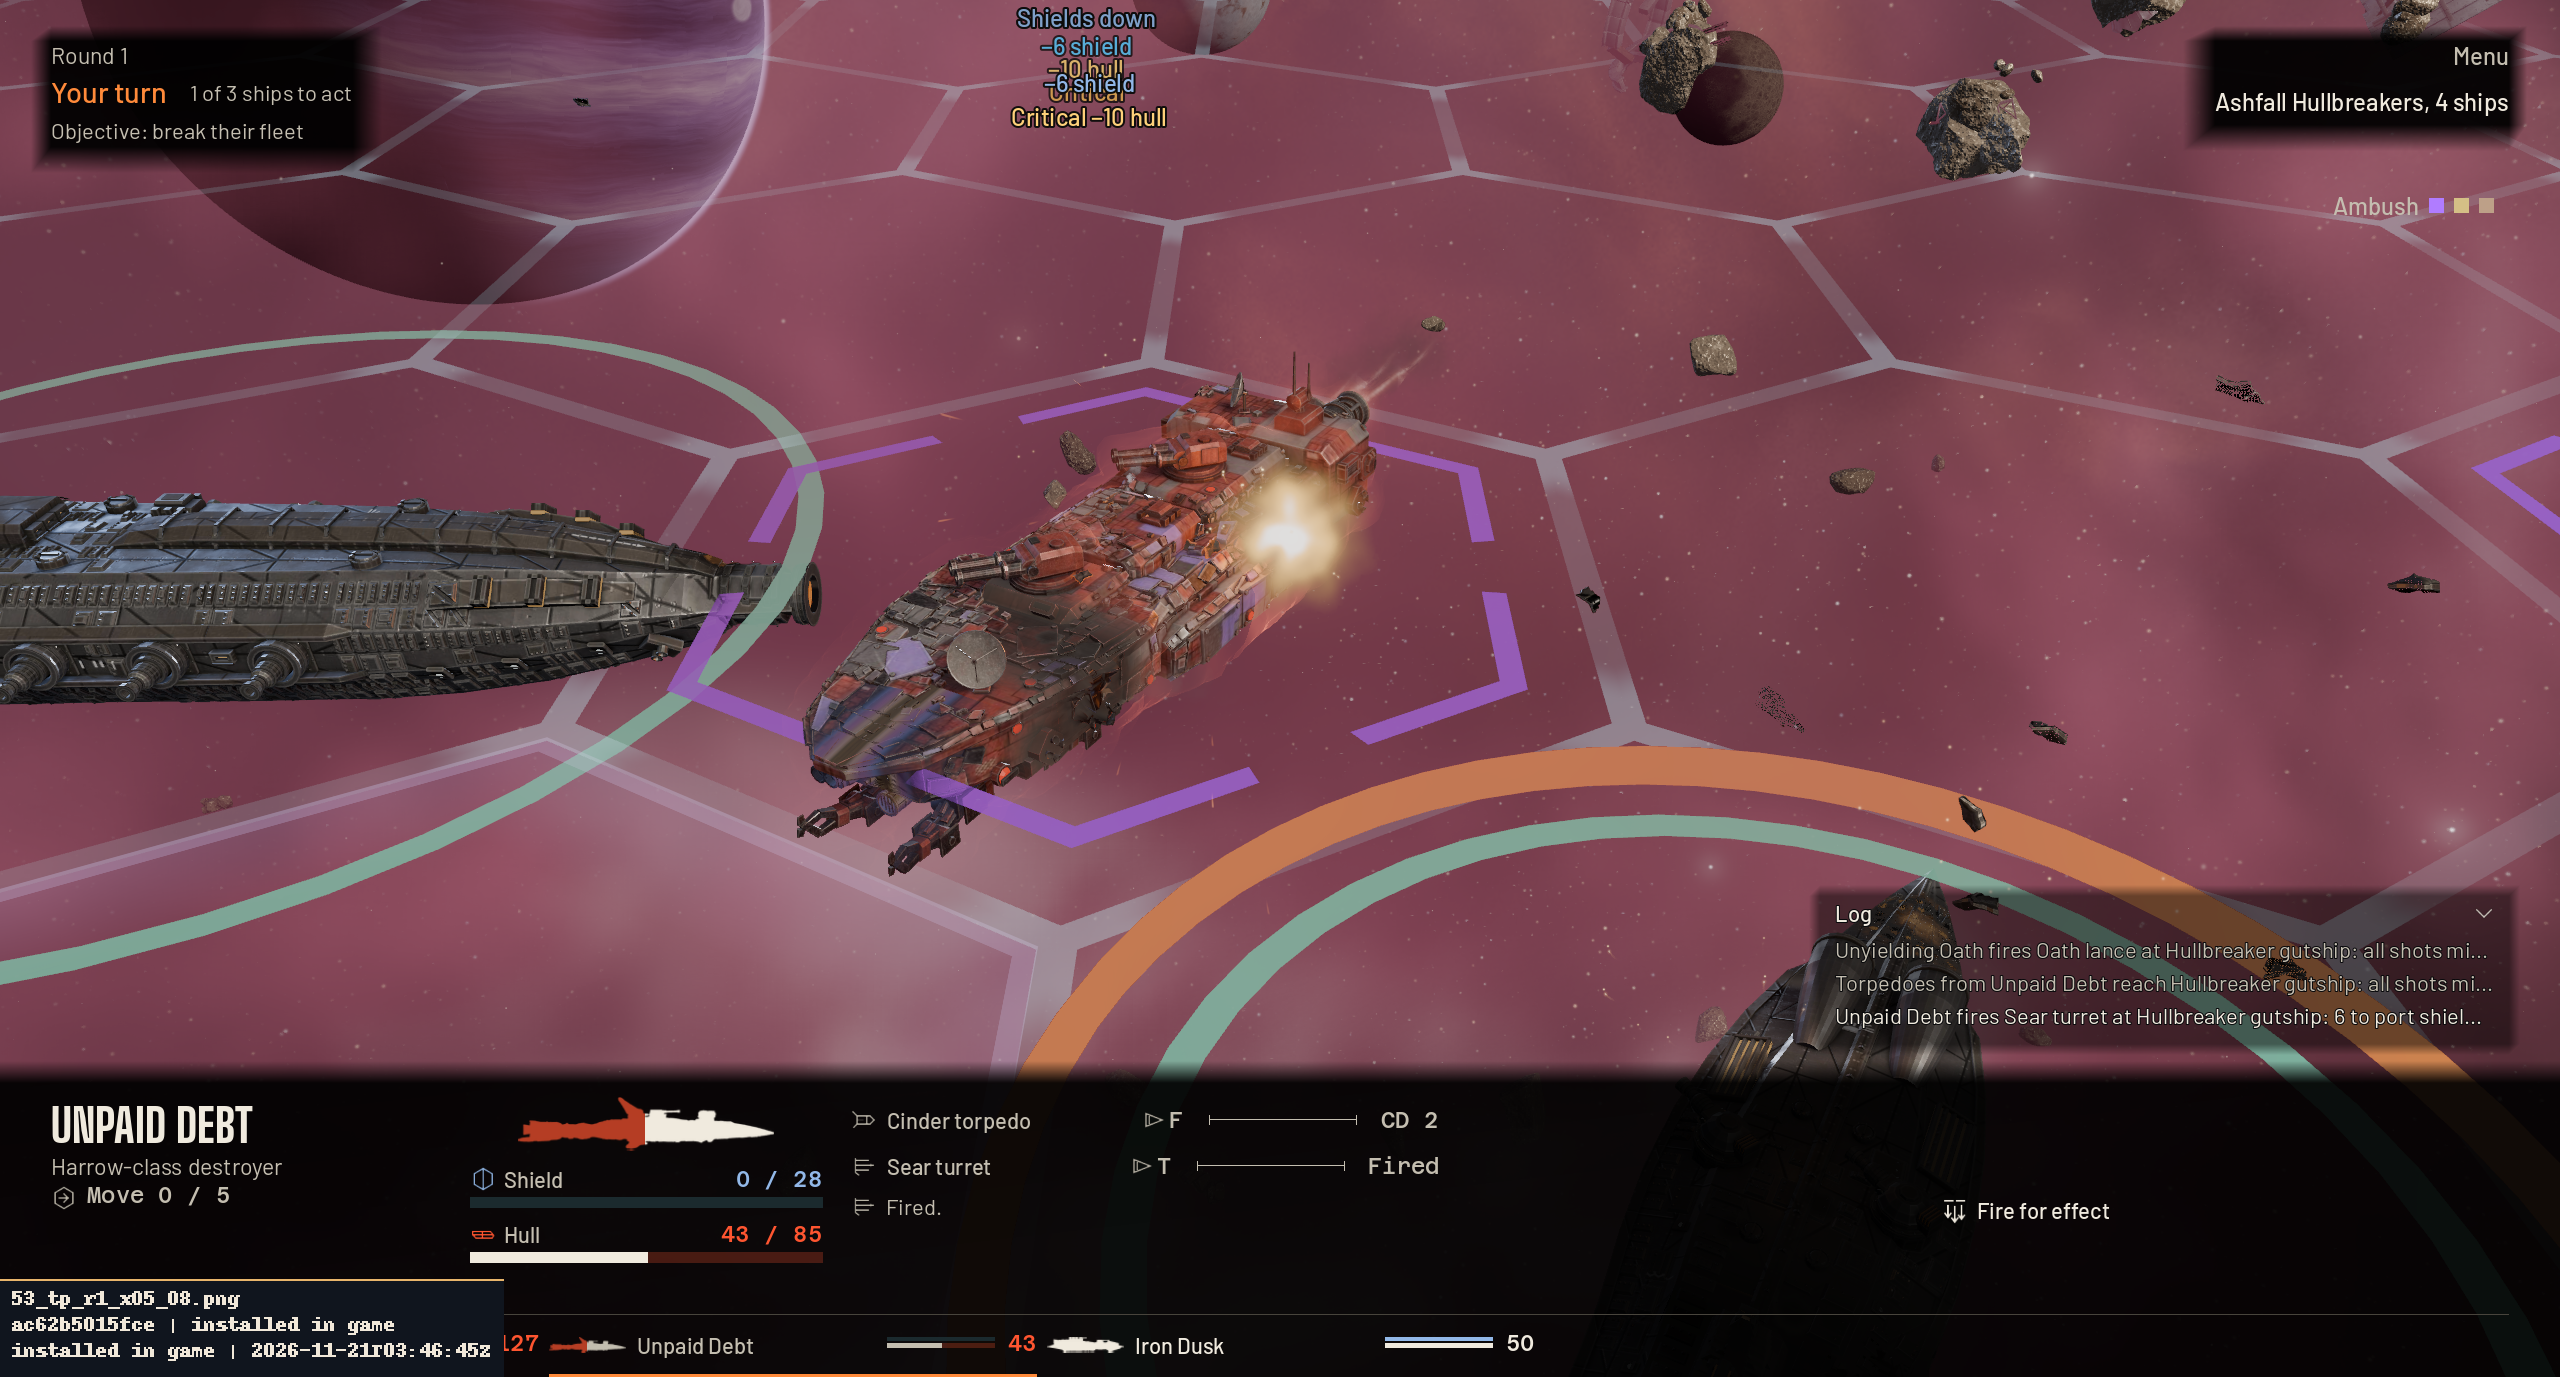 Round 1
Your turn 1 of 3 ships to act
Objective: break their fleet
Shields down
-6 shield
-10 hull
-6 shield
Critical
Critical -10 hull
Menu
Ashfall Hullbreakers, 4 ships
Ambush
Log
Unyielding Oath fires Oath lance at Hullbreaker gutship: all shots mi...
Torpedoes from Unpaid Debt reach Hullbreaker gutship: all shots mi...
Unpaid Debt fires Sear turret at Hullbreaker gutship: 6 to port shiel...
UNPAID DEBT
Harrow-class destroyer
Move 0 / 5
Shield 0 / 28
Hull 43 / 85
Cinder torpedo F CD 2
Sear turret T Fired
Fired.
Fire for effect
53_tp_r1_x05_08.png
ac62b5015fce | installed in game
installed in game | 2026-11-21T03:46:45Z
127 Unpaid Debt 43 Iron Dusk 50